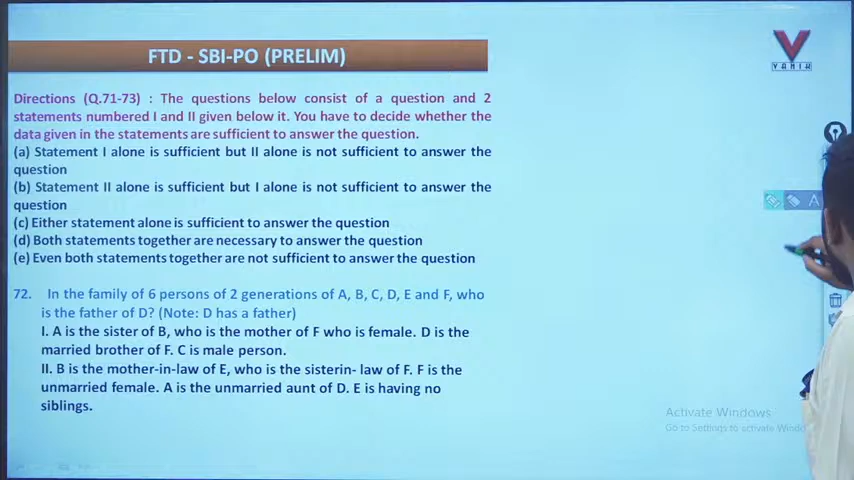 FTD - SBI-PO (PRELIM)
VANIK
Directions (Q.71-73) : The questions below consist of a question and 2
statements numbered I and II given below it. You have to decide whether the
data given in the statements are sufficient to answer the question.
(a) Statement I alone is sufficient but II alone is not sufficient to answer the
question
(b) Statement II alone is sufficient but I alone is not sufficient to answer the
question
(c) Either statement alone is sufficient to answer the question
(d) Both statements together are necessary to answer the question
(e) Even both statements together are not sufficient to answer the question
A
72. In the family of 6 persons of 2 generations of A, B, C, D, E and F, who
is the father of D? (Note: D has a father)
I. A is the sister of B, who is the mother of F who is female. D is the
married brother of F. C is male person.
II. B is the mother-in-law of E, who is the sisterin- law of F. F is the
unmarried female. A is the unmarried aunt of D. E is having no
siblings.
Activate Windows
Go to Settings to activate Windo